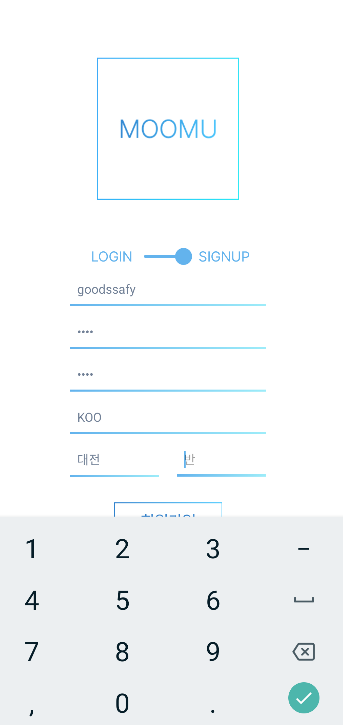 MOOMU
LOGIN SIGNUP
goodssafy
••••
••••
KOO
대전 반
1 2 3 −
4 5 6
7 8 9
, 0 .